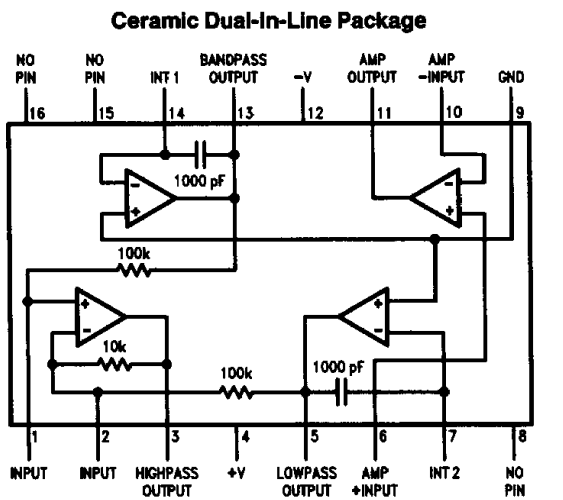 Ceramic Dual-In-Line Package
NO PIN
NO PIN
INT 1
BANDPASS OUTPUT
–V
AMP OUTPUT
AMP –INPUT
GND
16
15
14
13
12
11
10
9
1000 pF
–
+
–
+
100k
+
–
+
–
10k
100k
1000 pF
1
2
3
4
5
6
7
8
INPUT
INPUT
HIGHPASS OUTPUT
+V
LOWPASS OUTPUT
AMP +INPUT
INT 2
NO PIN